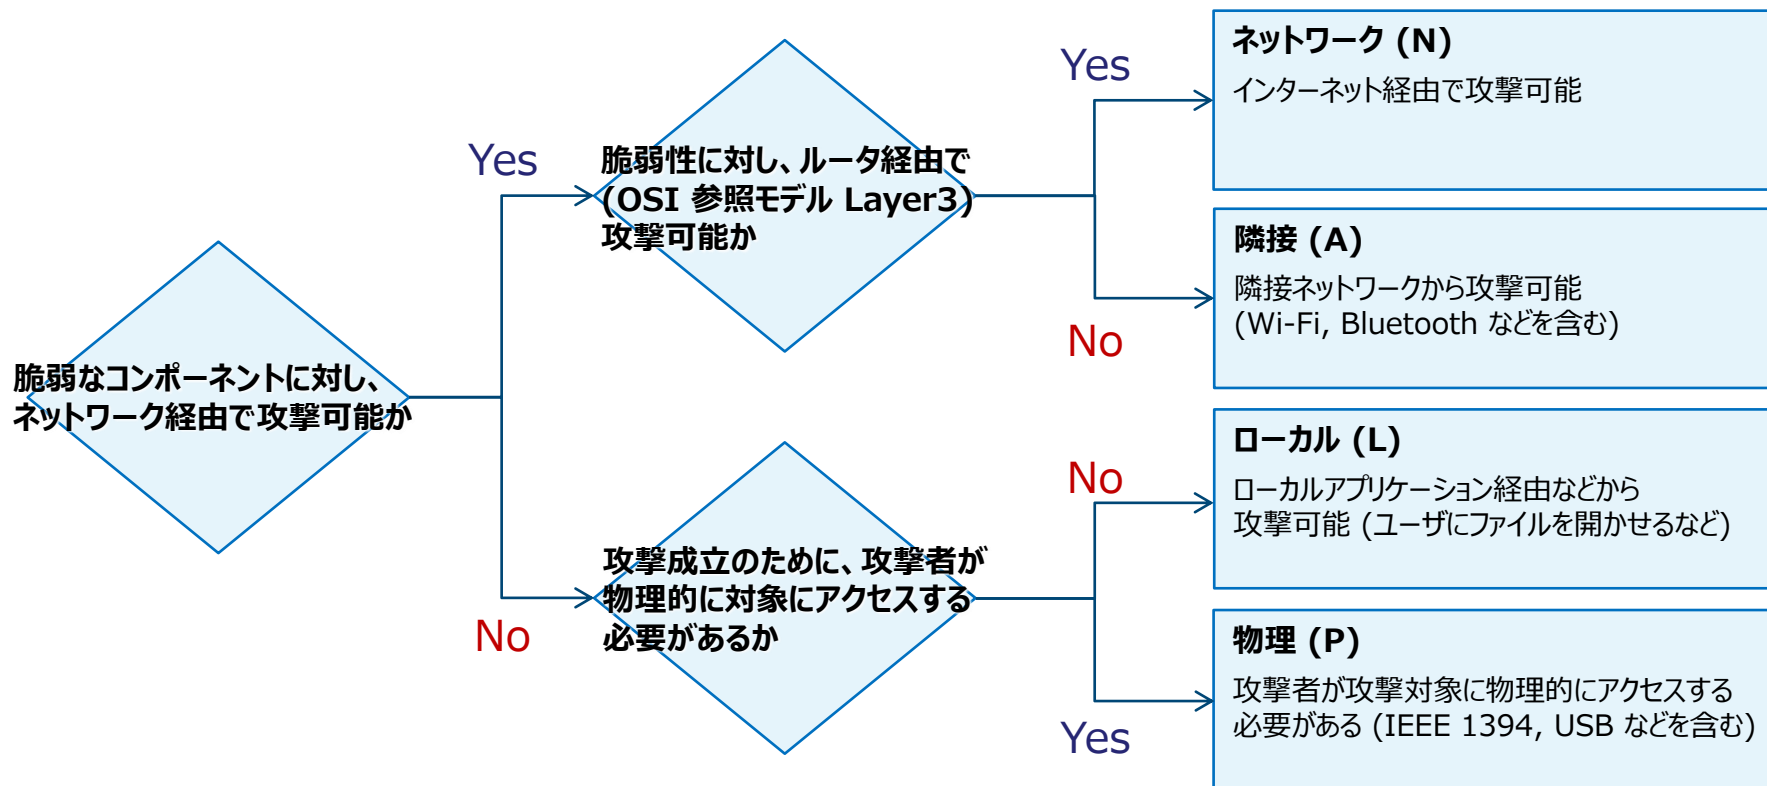 脆弱なコンポーネントに対し、
ネットワーク経由で攻撃可能か
Yes
No
脆弱性に対し、ルータ経由で
(OSI 参照モデル Layer3)
攻撃可能か
Yes
No
攻撃成立のために、攻撃者が
物理的に対象にアクセスする
必要があるか
No
Yes
ネットワーク (N)
インターネット経由で攻撃可能
隣接 (A)
隣接ネットワークから攻撃可能
(Wi-Fi, Bluetooth などを含む)
ローカル (L)
ローカルアプリケーション経由などから
攻撃可能 (ユーザにファイルを開かせるなど)
物理 (P)
攻撃者が攻撃対象に物理的にアクセスする
必要がある (IEEE 1394, USB などを含む)